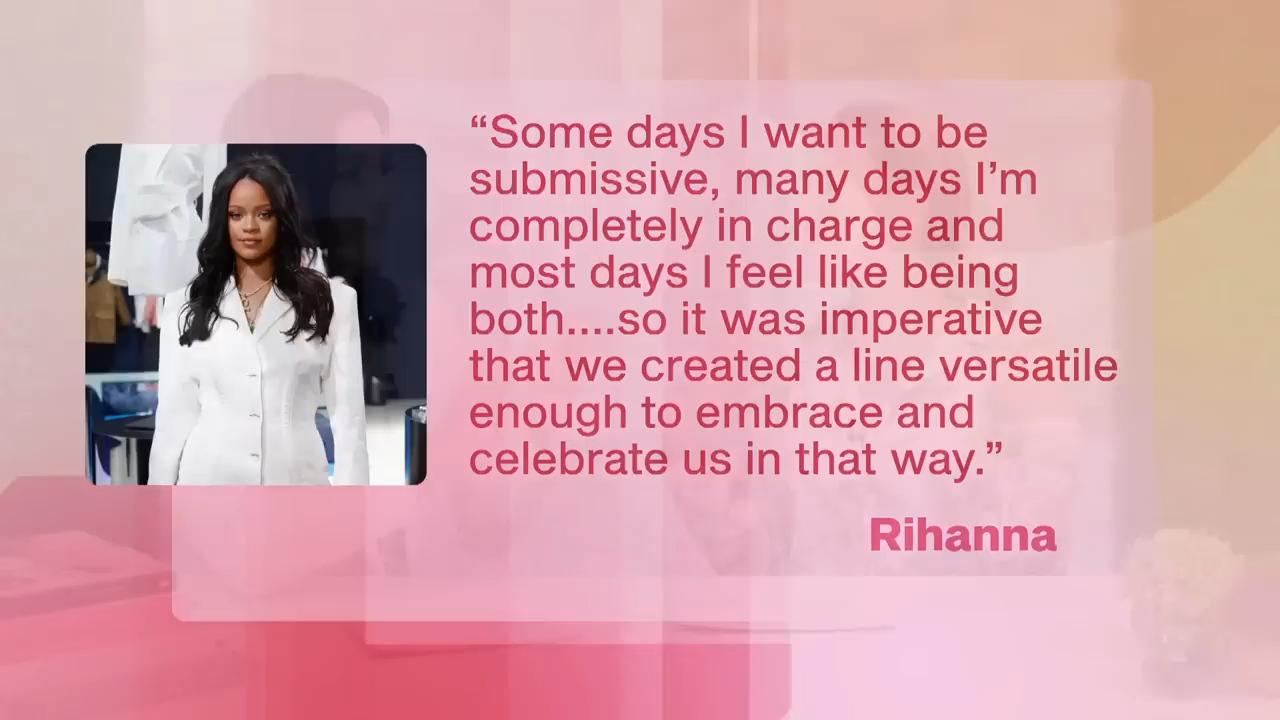 “Some days I want to be
submissive, many days I’m
completely in charge and
most days I feel like being
both....so it was imperative
that we created a line versatile
enough to embrace and
celebrate us in that way.”
Rihanna